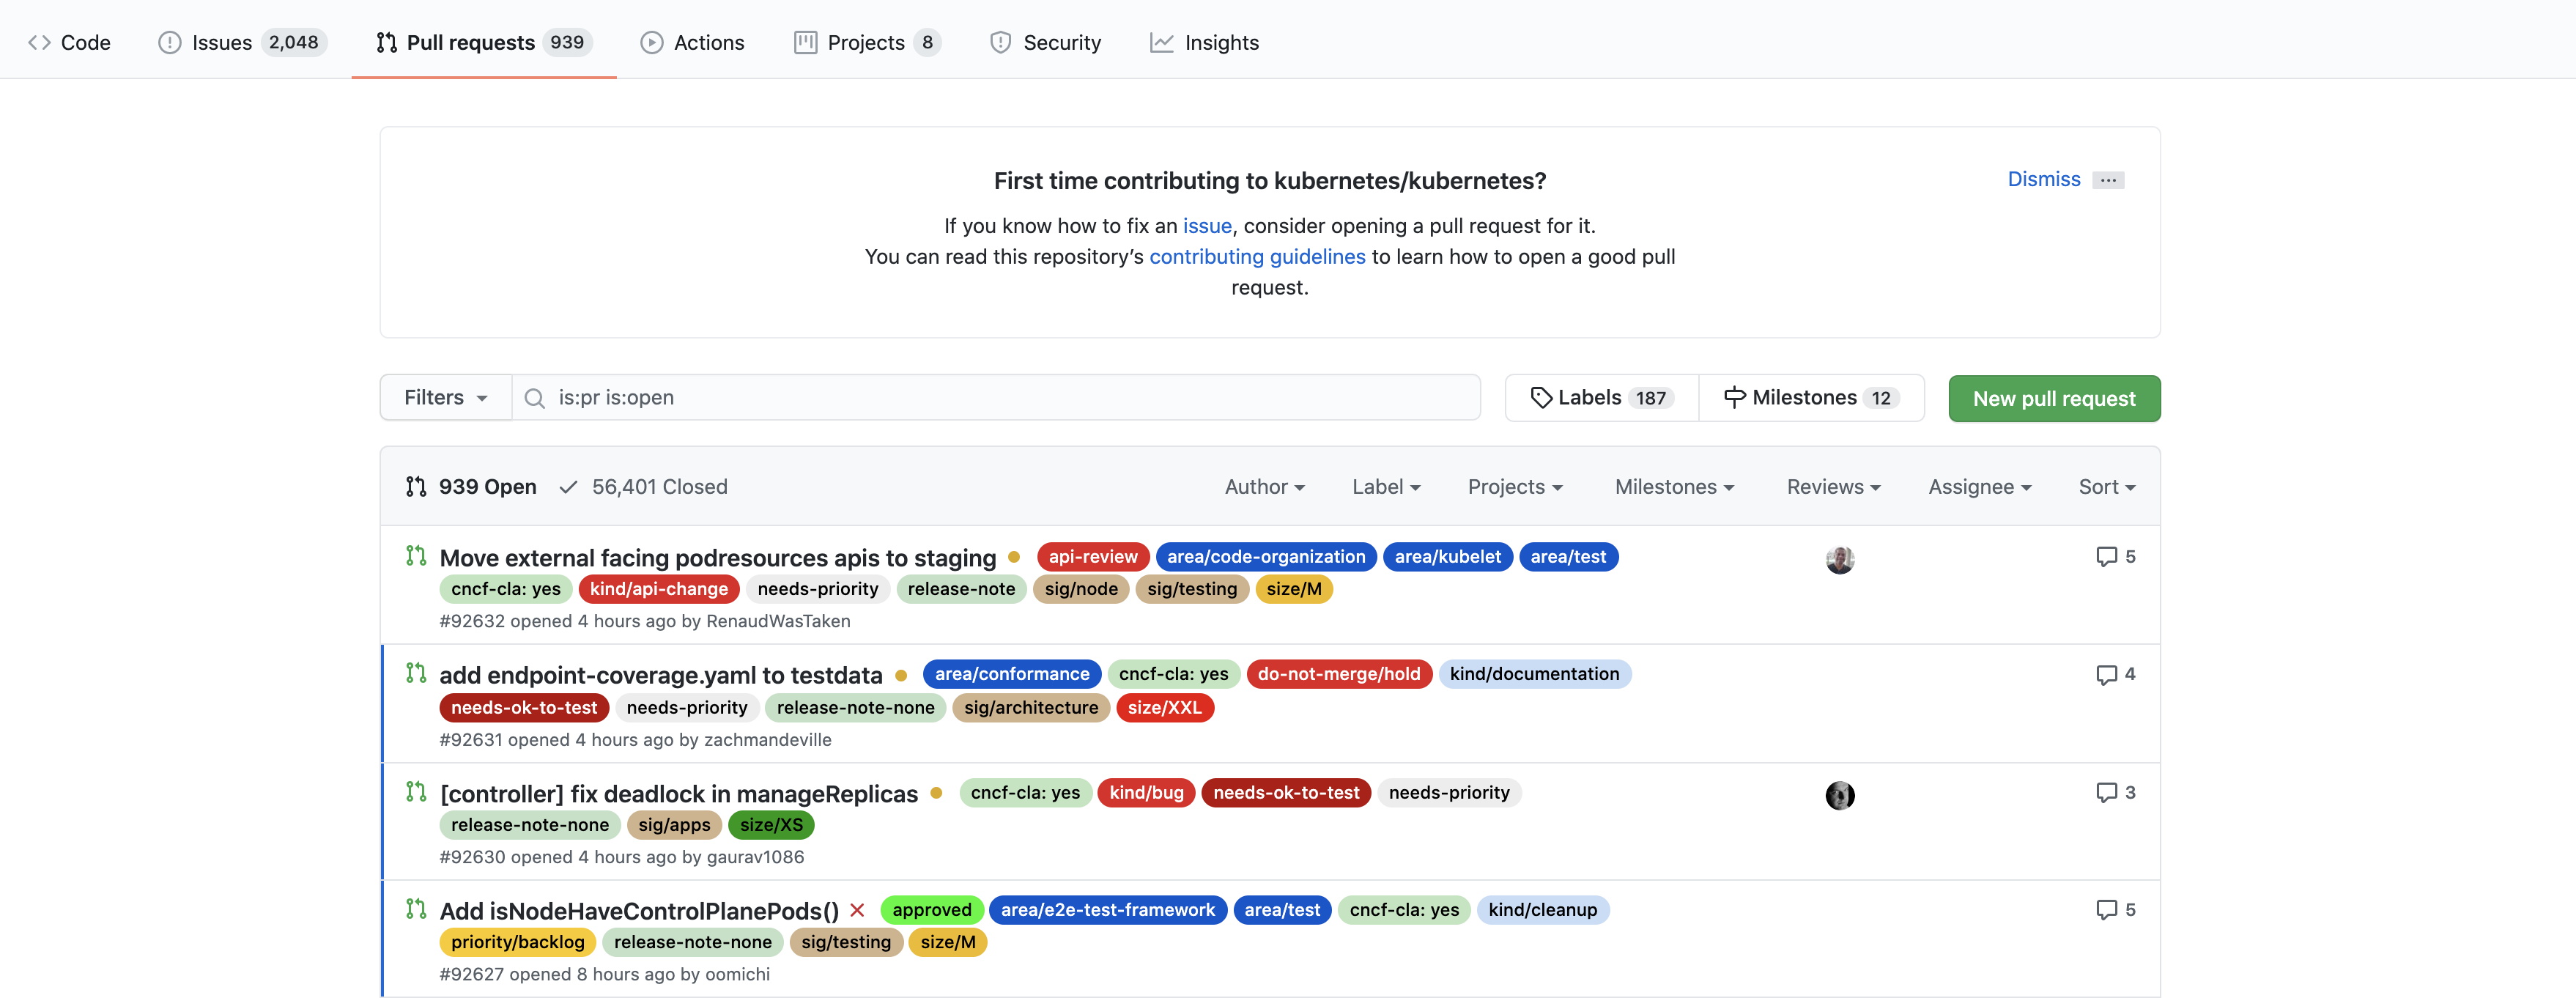 Code Issues 2,048 Pull requests 939 Actions Projects 8 Security Insights
First time contributing to kubernetes/kubernetes?
Dismiss ...
If you know how to fix an issue, consider opening a pull request for it.
You can read this repository’s contributing guidelines to learn how to open a good pull
request.
Filters is:pr is:open Labels 187 Milestones 12 New pull request
939 Open 56,401 Closed Author Label Projects Milestones Reviews Assignee Sort
Move external facing podresources apis to staging api-review area/code-organization area/kubelet area/test 5
cncf-cla: yes kind/api-change needs-priority release-note sig/node sig/testing size/M
#92632 opened 4 hours ago by RenaudWasTaken
add endpoint-coverage.yaml to testdata area/conformance cncf-cla: yes do-not-merge/hold kind/documentation 4
needs-ok-to-test needs-priority release-note-none sig/architecture size/XXL
#92631 opened 4 hours ago by zachmandeville
[controller] fix deadlock in manageReplicas cncf-cla: yes kind/bug needs-ok-to-test needs-priority 3
release-note-none sig/apps size/XS
#92630 opened 4 hours ago by gaurav1086
Add isNodeHaveControlPlanePods() approved area/e2e-test-framework area/test cncf-cla: yes kind/cleanup 5
priority/backlog release-note-none sig/testing size/M
#92627 opened 8 hours ago by oomichi